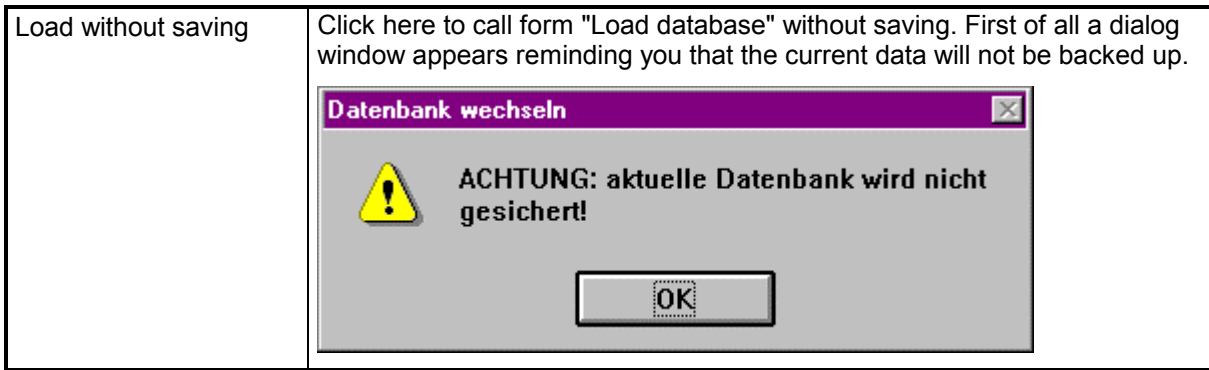 Load without saving
Click here to call form "Load database" without saving. First of all a dialog
window appears reminding you that the current data will not be backed up.
Datenbank wechseln
ACHTUNG: aktuelle Datenbank wird nicht
gesichert!
OK